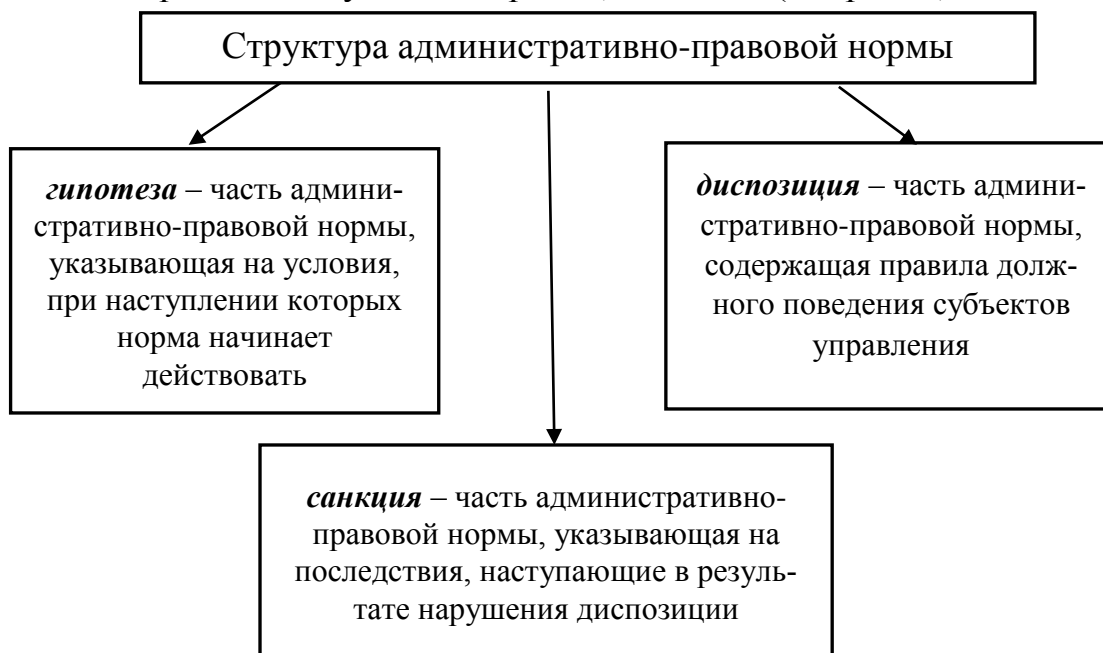 Структура административно-правовой нормы
гипотеза – часть админи-
стративно-правовой нормы,
указывающая на условия,
при наступлении которых
норма начинает
действовать
диспозиция – часть админи-
стративно-правовой нормы,
содержащая правила долж-
ного поведения субъектов
управления
санкция – часть административно-
правовой нормы, указывающая на
последствия, наступающие в резуль-
тате нарушения диспозиции